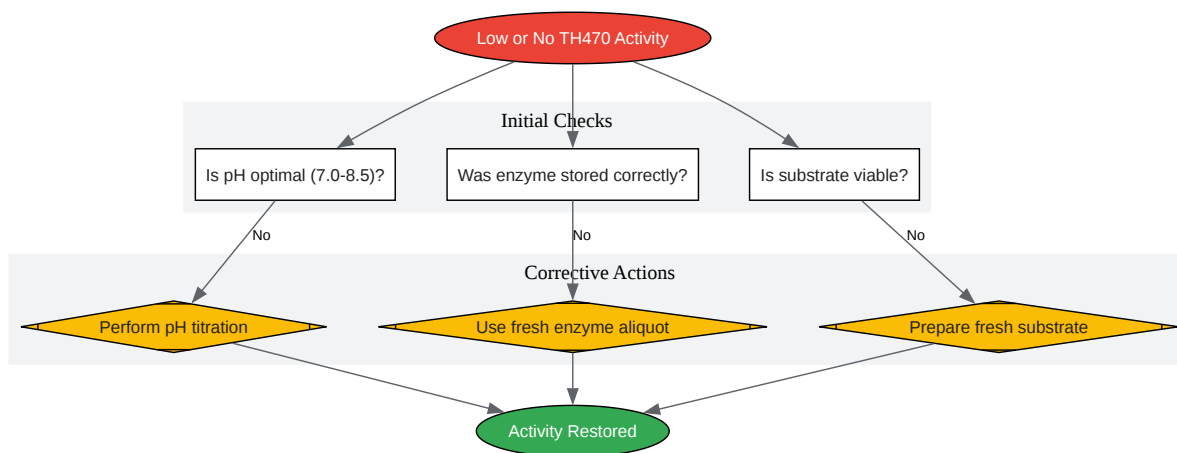 Low or No TH470 Activity
Initial Checks
Is pH optimal (7.0-8.5)?
Was enzyme stored correctly?
Is substrate viable?
No
No
No
Corrective Actions
Perform pH titration
Use fresh enzyme aliquot
Prepare fresh substrate
Activity Restored